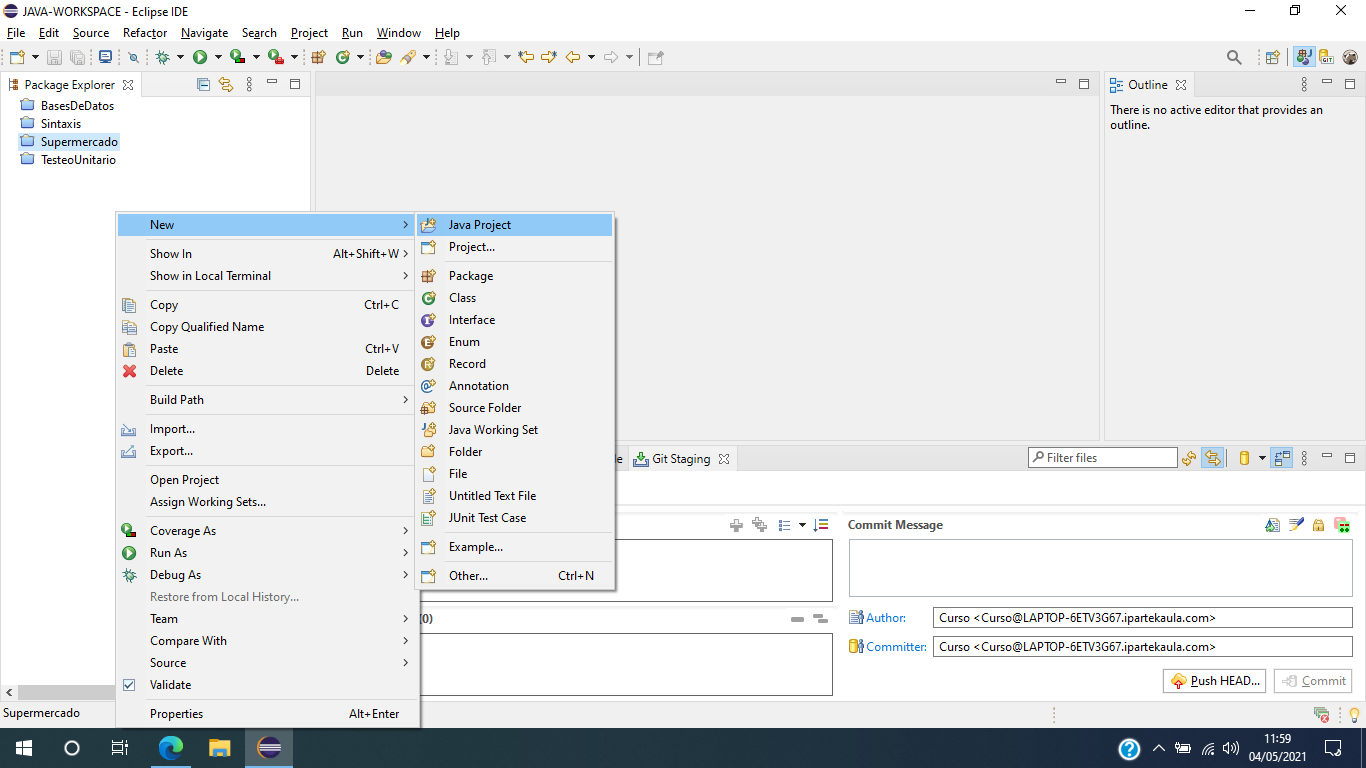 JAVA-WORKSPACE - Eclipse IDE
File Edit Source Refactor Navigate Search Project Run Window Help
Package Explorer
BasesDeDatos
Sintaxis
Supermercado
TesteoUnitario
Outline
There is no active editor that provides an
outline.
New
Show In Alt+Shift+W
Show in Local Terminal
Copy Ctrl+C
Copy Qualified Name
Paste Ctrl+V
Delete Delete
Build Path
Import...
Export...
Open Project
Assign Working Sets...
Coverage As
Run As
Debug As
Restore from Local History...
Team
Compare With
Source
Validate
Properties Alt+Enter
Java Project
Project...
Package
Class
Interface
Enum
Record
Annotation
Source Folder
Java Working Set
Folder
File
Untitled Text File
JUnit Test Case
Example...
Other... Ctrl+N
Git Staging
Filter files
(0)
Commit Message
Author: Curso <Curso@LAPTOP-6ETV3G67.ipartekaula.com>
Committer: Curso <Curso@LAPTOP-6ETV3G67.ipartekaula.com>
Push HEAD... Commit
Supermercado
11:59
04/05/2021